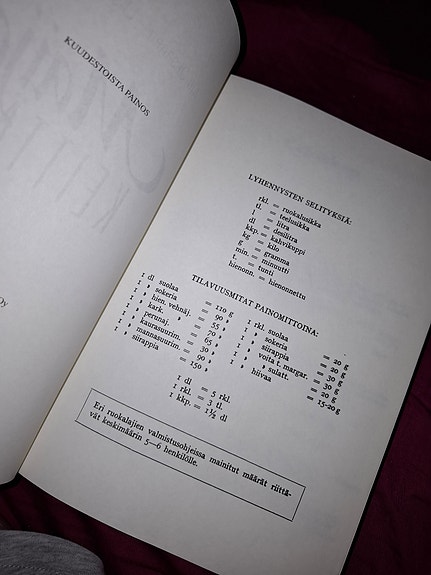 KUUDESTOISTA PAINOS
Oy
LYHENNYSTEN SELITYKSIÄ:
rkl. = ruokalusikka
tl. = teelusikka
l = litra
dl = desilitra
kkp. = kahvikuppi
kg = kilo
g = gramma
min. = minuutti
t. = tunti
hienonn. = hienonnettu
TILAVUUSMITAT PAINOMITTOINA:
1 dl suolaa = 110 g
1 » sokeria = 90 »
1 » hien. vehnäj. = 55 »
1 » kark. » = 70 »
1 » perunaj. = 65 »
1 » kaurasuurim. = 30 »
1 » mannasuurim. = 90 »
1 » siirappia = 150 »
1 rkl. suolaa = 20 g
1 » sokeria = 20 g
1 » siirappia = 30 g
1 » voita t. margar. = 30 g
1 » » sulatt. = 20 g
1 » hiivaa = 15-20 g
1 dl = 5 rkl.
1 rkl. = 3 tl.
1 kkp. = 1½ dl
Eri ruokalajien valmistusohjeissa mainitut määrät riittä-
vät keskimäärin 5—6 henkilölle.